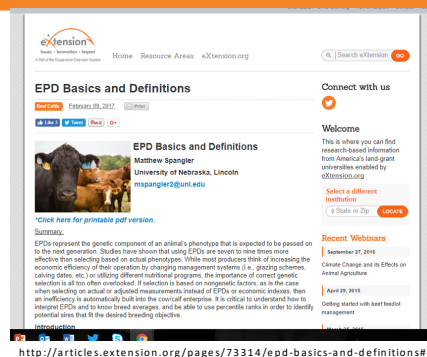 eXtension
Issues · Innovation · Impact
A Part of the Cooperative Extension System
Home Resource Areas eXtension.org
Search eXtension GO
EPD Basics and Definitions
Beef Cattle February 09, 2017 Print
Like 3 Tweet Pin it G+
EPD Basics and Definitions
Matthew Spangler
University of Nebraska, Lincoln
mspangler2@unl.edu
*Click here for printable pdf version.
Summary:
EPDs represent the genetic component of an animal's phenotype that is expected to be passed on
to the next generation. Studies have shown that using EPDs are seven to nine times more
effective than selecting based on actual phenotypes. While most producers think of increasing the
economic efficiency of their operation by changing management systems (i.e., grazing schemes,
calving dates, etc.) or utilizing different nutritional programs, the importance of correct genetic
selection is all too often overlooked. If selection is based on nongenetic factors, as is the case
when selecting on actual or adjusted measurements instead of EPDs or economic indexes, then
an inefficiency is automatically built into the cow/calf enterprise. It is critical to understand how to
interpret EPDs and to know breed averages, and be able to use percentile ranks in order to identify
potential sires that fit the desired breeding objective.
Introduction
Connect with us
Welcome
This is where you can find
research-based information
from America's land-grant
universities enabled by
eXtension.org
Select a different
institution
State or Zip LOCATE
Recent Webinars
September 27, 2016
Climate Change and its Effects on
Animal Agriculture
April 29, 2015
Getting started with beef feedlot
management
http://articles.extension.org/pages/73314/epd-basics-and-definitions#